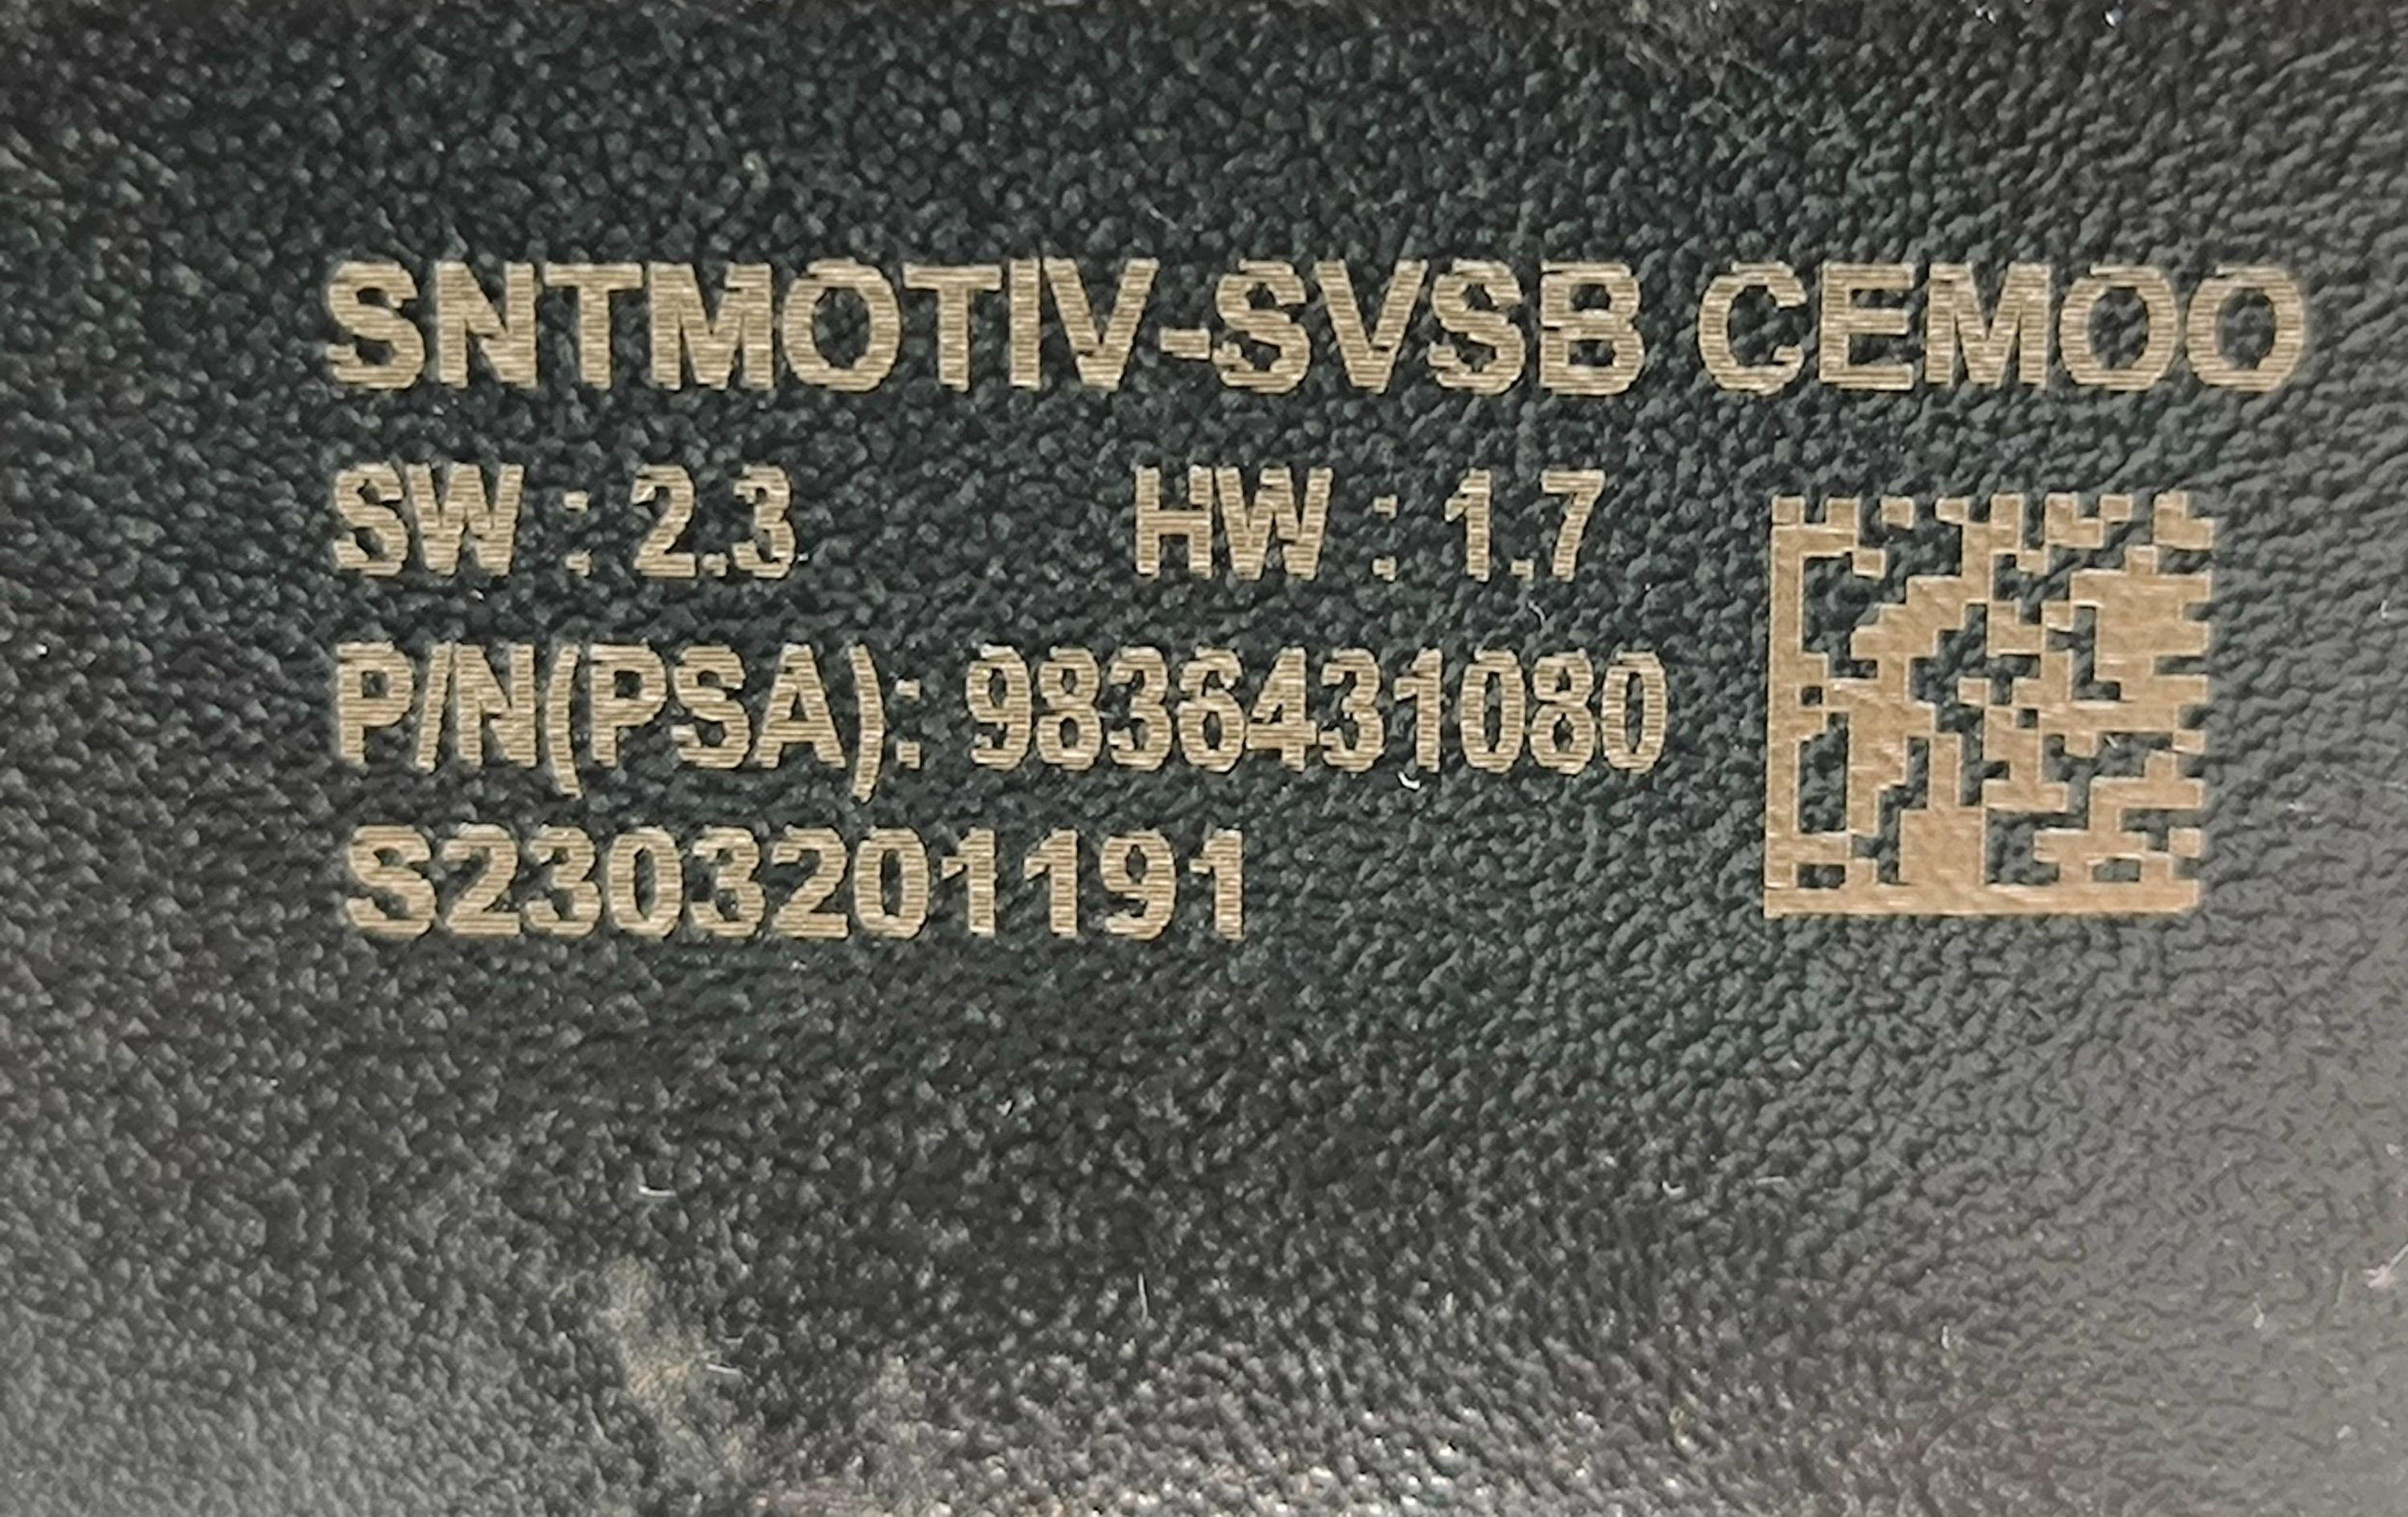 SNTMOTIV-SVSB CEMOO
SW : 2.3 HW : 1.7
P/N(PSA): 9836431080
S2303201191